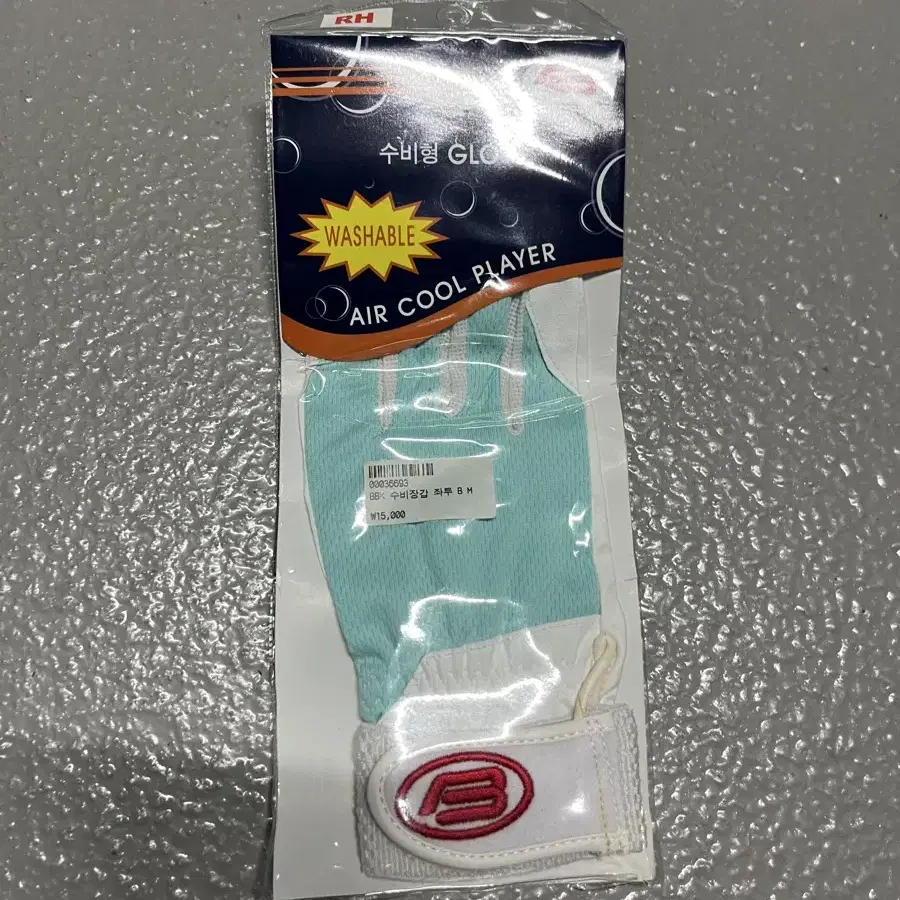 RH
수비형 GLO
WASHABLE
AIR COOL PLAYER
00036693
BBK 수비장갑 좌투 B M
₩15,000
B